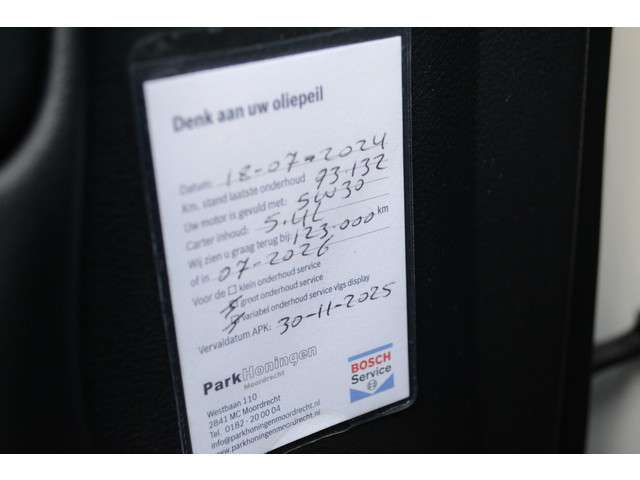 Denk aan uw oliepeil
Datum: 18-07-2024
Km. stand laatste onderhoud 93.132
Uw motor is gevuld met: 5W30
Carter inhoud: 5.4L
Wij zien u graag terug bij: 123.000 km
of in 07-2026
Voor de ☐ klein onderhoud service
groot onderhoud service
variabel onderhoud service vlgs display
Vervaldatum APK: 30-11-2025
ParkHoningen
Moordrecht
BOSCH
Service
Westbaan 110
2841 MC Moordrecht
Tel. 0182 - 20 00 04
info@parkhoningenmoordrecht.nl
www.parkhoningenmoordrecht.nl